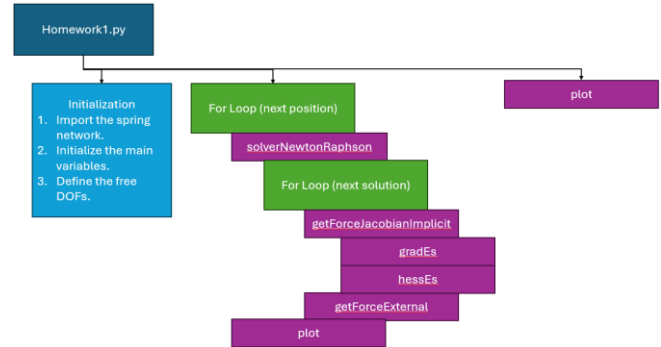 Homework1.py
Initialization
1. Import the spring
network.
2. Initialize the main
variables.
3. Define the free
DOFs.
For Loop (next position)
solverNewtonRaphson
For Loop (next solution)
getForceJacobianImplicit
gradEs
hessEs
getForceExternal
plot
plot